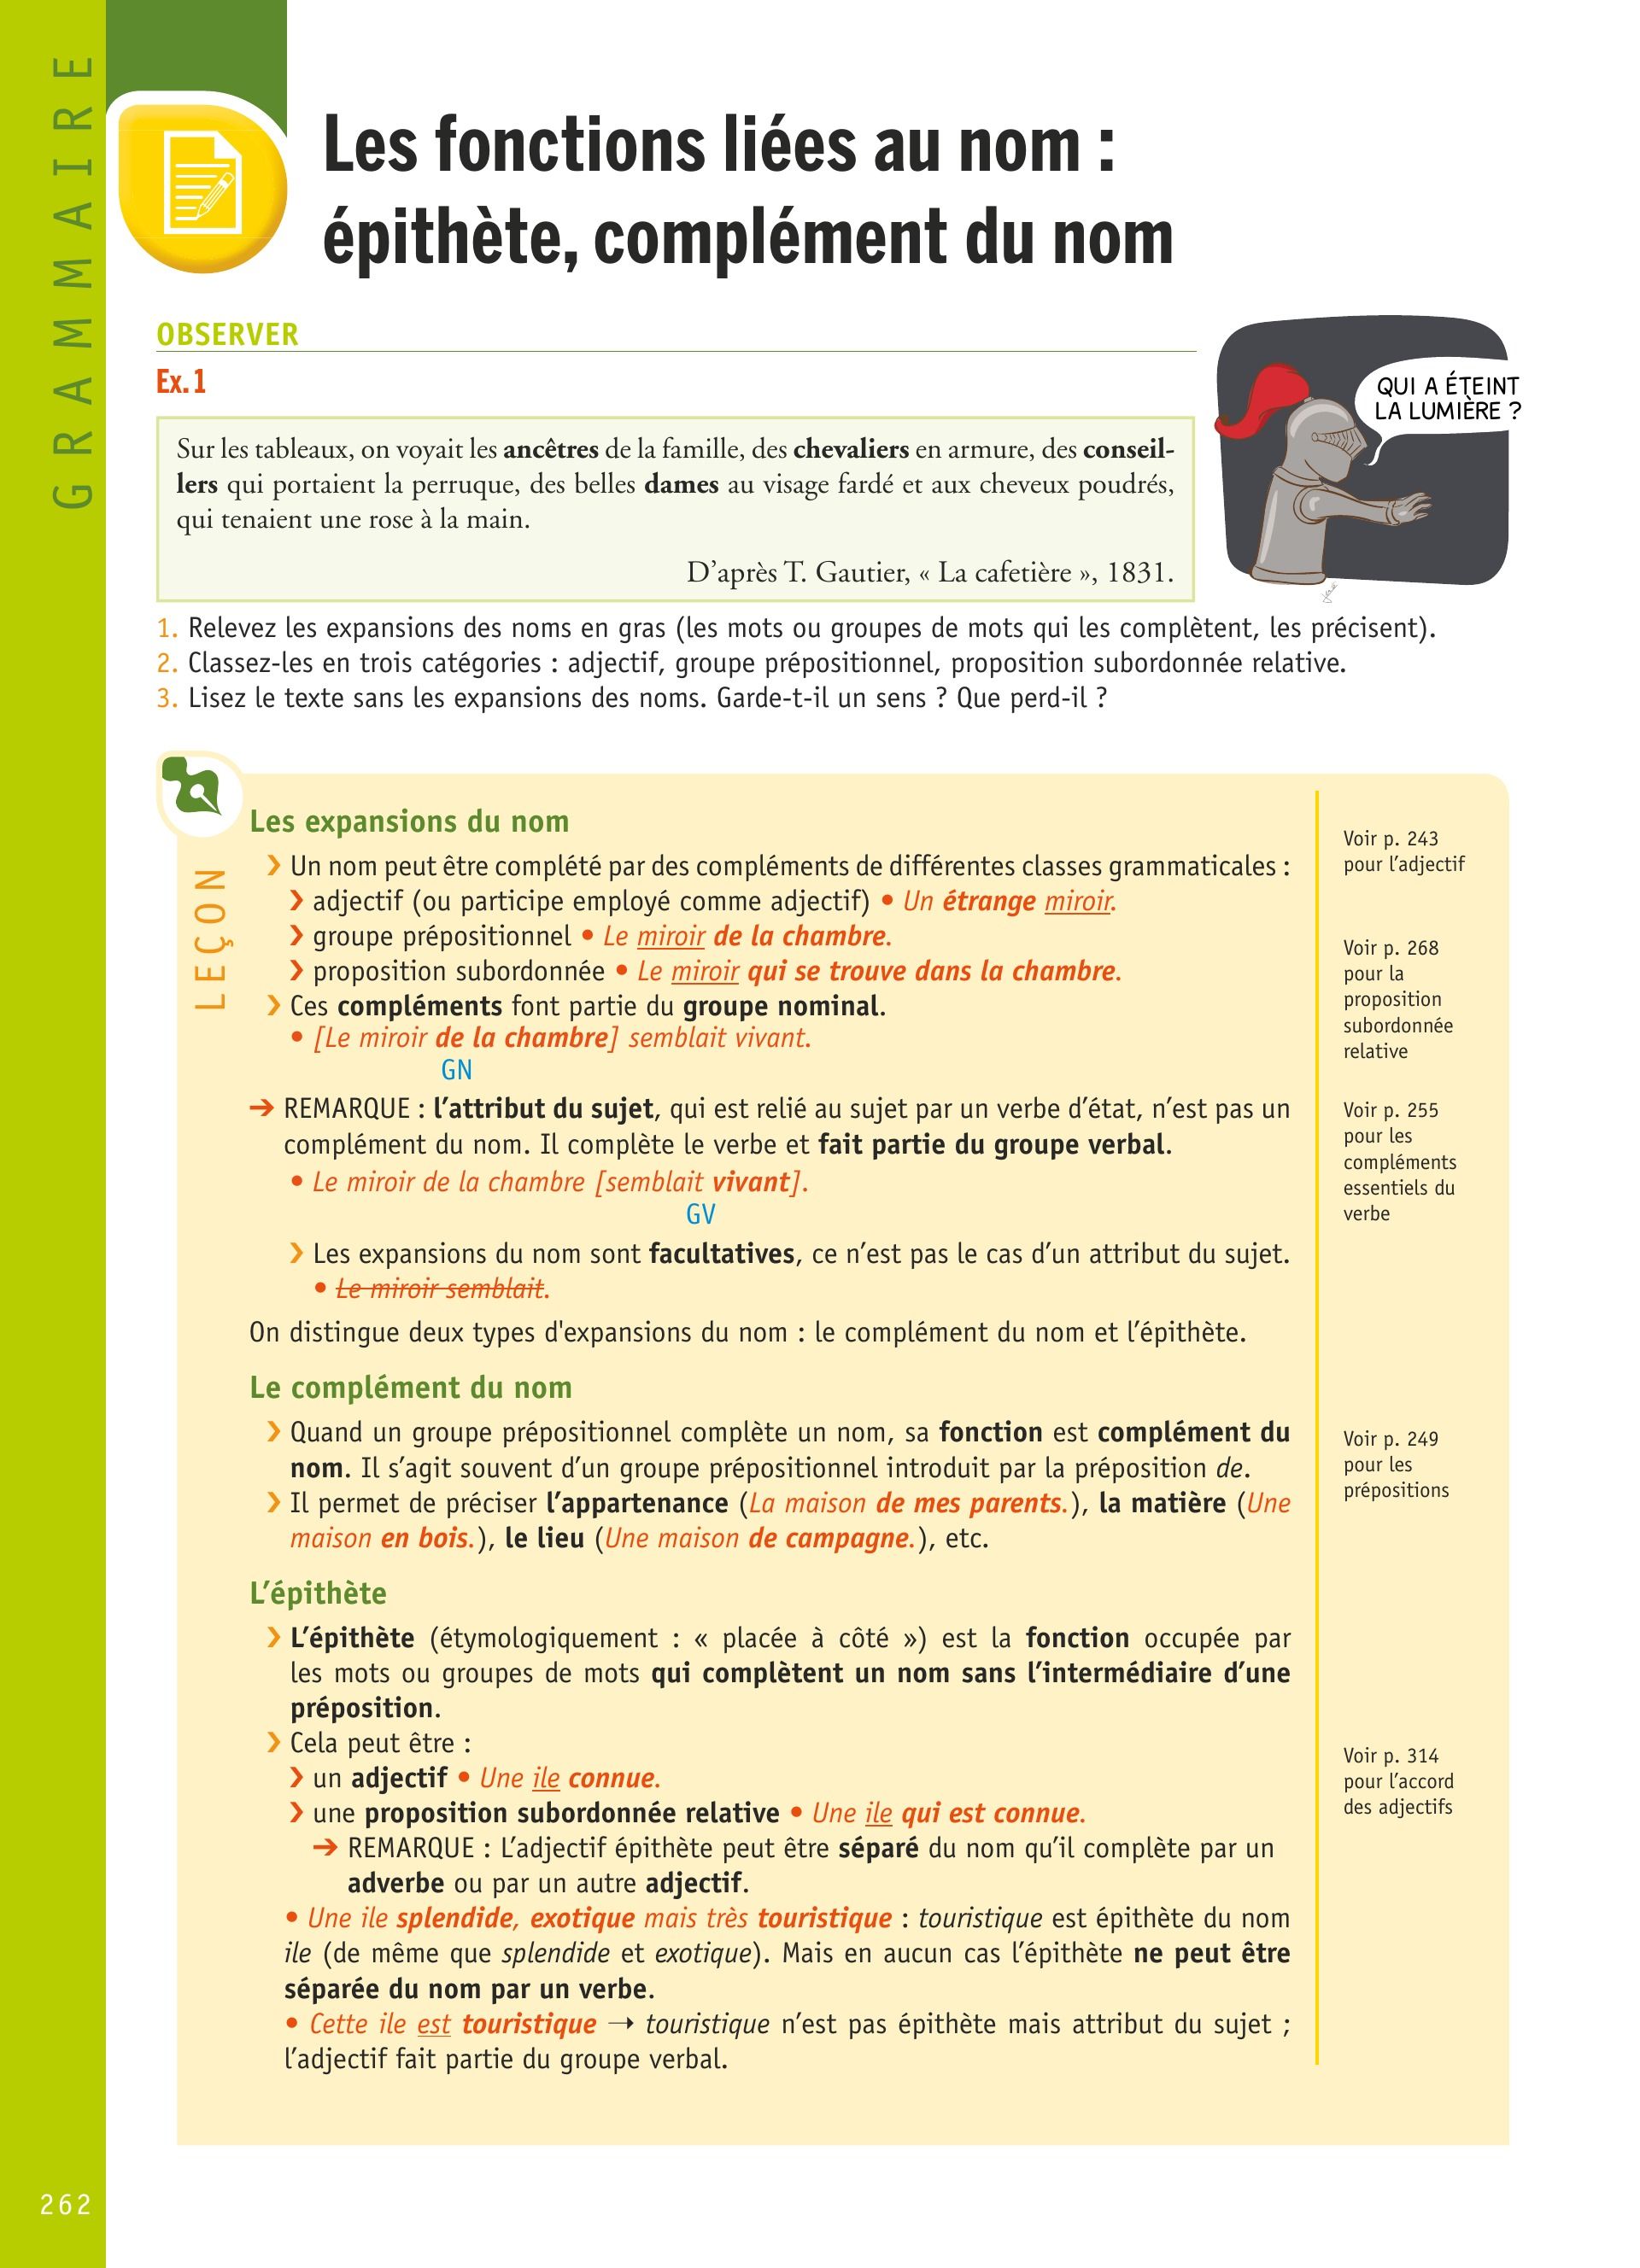 GRAMMAIRE
Les fonctions liées au nom :
épithète, complément du nom
OBSERVER
Ex. 1
Sur les tableaux, on voyait les ancêtres de la famille, des chevaliers en armure, des conseil-
lers qui portaient la perruque, des belles dames au visage fardé et aux cheveux poudrés,
qui tenaient une rose à la main.
D’après T. Gautier, « La cafetière », 1831.
QUI A ÉTEINT
LA LUMIÈRE ?
1. Relevez les expansions des noms en gras (les mots ou groupes de mots qui les complètent, les précisent).
2. Classez-les en trois catégories : adjectif, groupe prépositionnel, proposition subordonnée relative.
3. Lisez le texte sans les expansions des noms. Garde-t-il un sens ? Que perd-il ?
LEÇON
Les expansions du nom
› Un nom peut être complété par des compléments de différentes classes grammaticales :
› adjectif (ou participe employé comme adjectif) • Un étrange miroir.
› groupe prépositionnel • Le miroir de la chambre.
› proposition subordonnée • Le miroir qui se trouve dans la chambre.
› Ces compléments font partie du groupe nominal.
• [Le miroir de la chambre] semblait vivant.
GN
→ REMARQUE : l’attribut du sujet, qui est relié au sujet par un verbe d’état, n’est pas un
complément du nom. Il complète le verbe et fait partie du groupe verbal.
• Le miroir de la chambre [semblait vivant].
GV
› Les expansions du nom sont facultatives, ce n’est pas le cas d’un attribut du sujet.
• Le miroir semblait.
On distingue deux types d'expansions du nom : le complément du nom et l’épithète.
Le complément du nom
› Quand un groupe prépositionnel complète un nom, sa fonction est complément du
nom. Il s’agit souvent d’un groupe prépositionnel introduit par la préposition de.
› Il permet de préciser l’appartenance (La maison de mes parents.), la matière (Une
maison en bois.), le lieu (Une maison de campagne.), etc.
L’épithète
› L’épithète (étymologiquement : « placée à côté ») est la fonction occupée par
les mots ou groupes de mots qui complètent un nom sans l’intermédiaire d’une
préposition.
› Cela peut être :
› un adjectif • Une ile connue.
› une proposition subordonnée relative • Une ile qui est connue.
→ REMARQUE : L’adjectif épithète peut être séparé du nom qu’il complète par un
adverbe ou par un autre adjectif.
• Une ile splendide, exotique mais très touristique : touristique est épithète du nom
ile (de même que splendide et exotique). Mais en aucun cas l’épithète ne peut être
séparée du nom par un verbe.
• Cette ile est touristique → touristique n’est pas épithète mais attribut du sujet ;
l’adjectif fait partie du groupe verbal.
Voir p. 243
pour l’adjectif
Voir p. 268
pour la
proposition
subordonnée
relative
Voir p. 255
pour les
compléments
essentiels du
verbe
Voir p. 249
pour les
prépositions
Voir p. 314
pour l’accord
des adjectifs
262